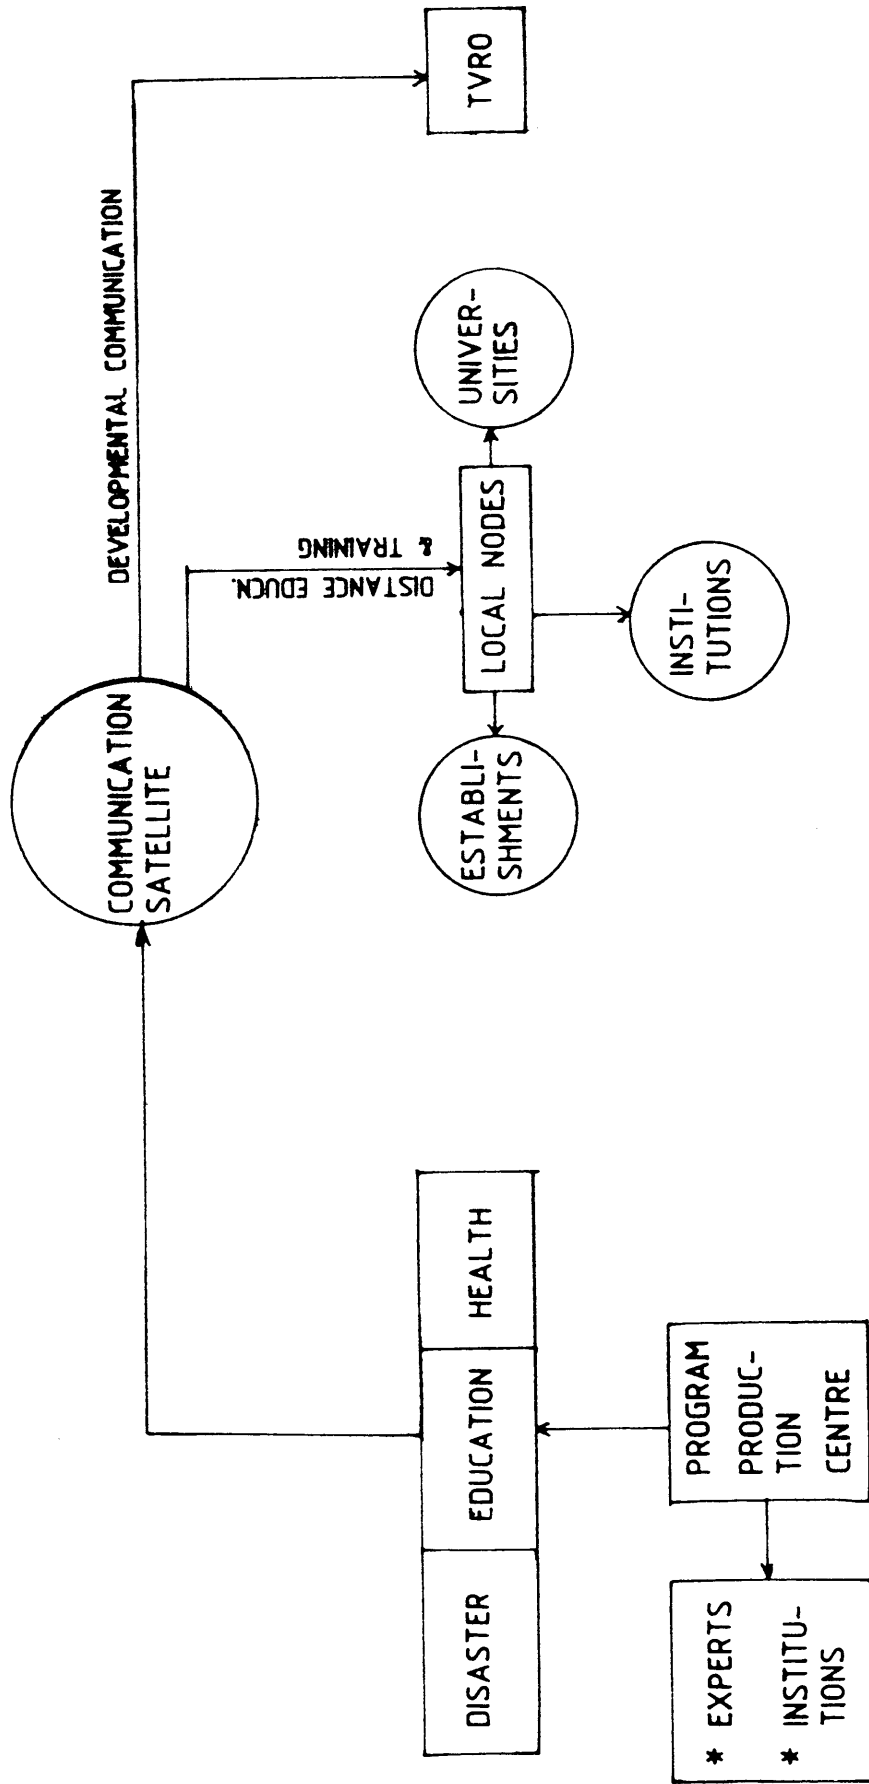 DEVELOPMENTAL COMMUNICATION
COMMUNICATION
SATELLITE
DISTANCE EDUCN.
& TRAINING
TVRO
UNIVER-
SITIES
LOCAL NODES
ESTABLI-
SHMENTS
INSTI-
TUTIONS
DISASTER
EDUCATION
HEALTH
PROGRAM
PRODUC-
TION
CENTRE
* EXPERTS
* INSTITU-
TIONS